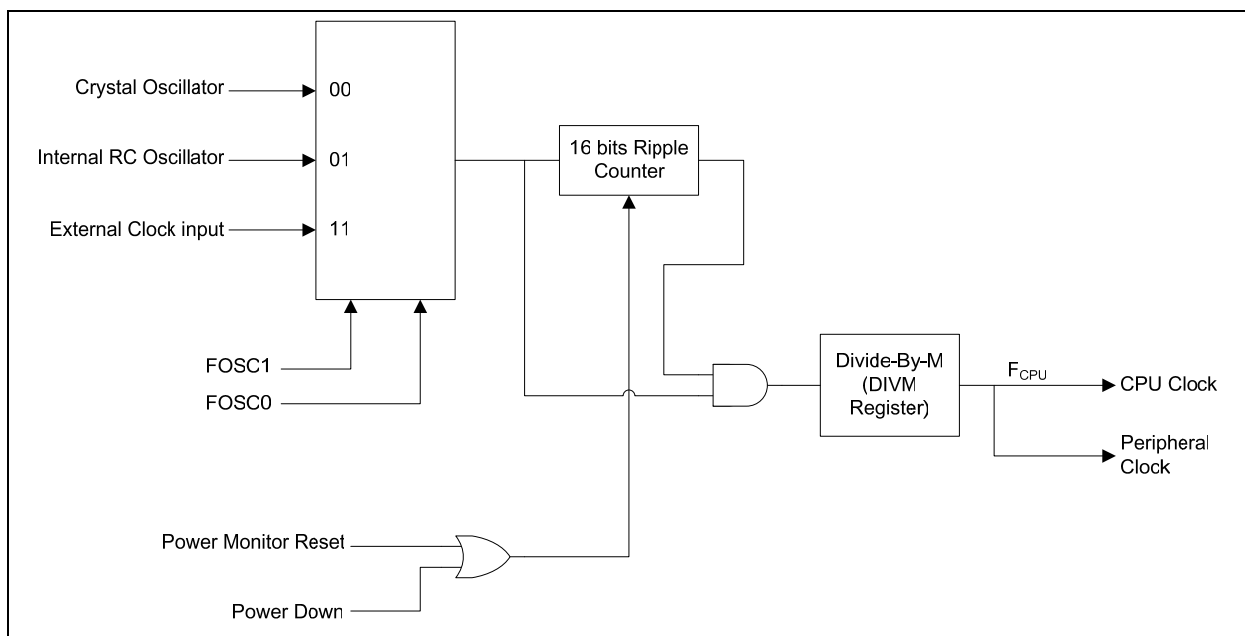 Crystal Oscillator
00
Internal RC Oscillator
01
External Clock input
11
16 bits Ripple
Counter
FOSC1
FOSC0
Divide-By-M
(DIVM
Register)
FCPU
CPU Clock
Peripheral
Clock
Power Monitor Reset
Power Down